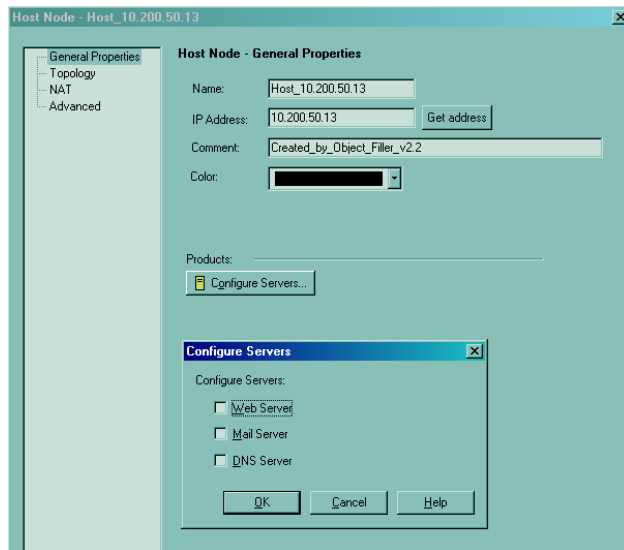 Host Node - Host_10.200.50.13
General Properties
Topology
NAT
Advanced
Host Node - General Properties
Name: Host_10.200.50.13
IP Address: 10.200.50.13 Get address
Comment: Created_by_Object_Filler_v2.2
Color:
Products:
Configure Servers...
Configure Servers
Configure Servers:
Web Server
Mail Server
DNS Server
OK Cancel Help